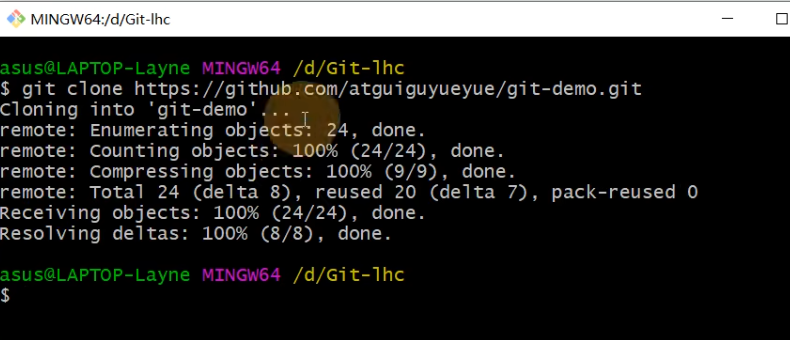 MINGW64:/d/Git-lhc
asus@LAPTOP-Layne MINGW64 /d/Git-lhc
$ git clone https://github.com/atguiguyueyue/git-demo.git
Cloning into 'git-demo'...
remote: Enumerating objects: 24, done.
remote: Counting objects: 100% (24/24), done.
remote: Compressing objects: 100% (9/9), done.
remote: Total 24 (delta 8), reused 20 (delta 7), pack-reused 0
Receiving objects: 100% (24/24), done.
Resolving deltas: 100% (8/8), done.
asus@LAPTOP-Layne MINGW64 /d/Git-lhc
$